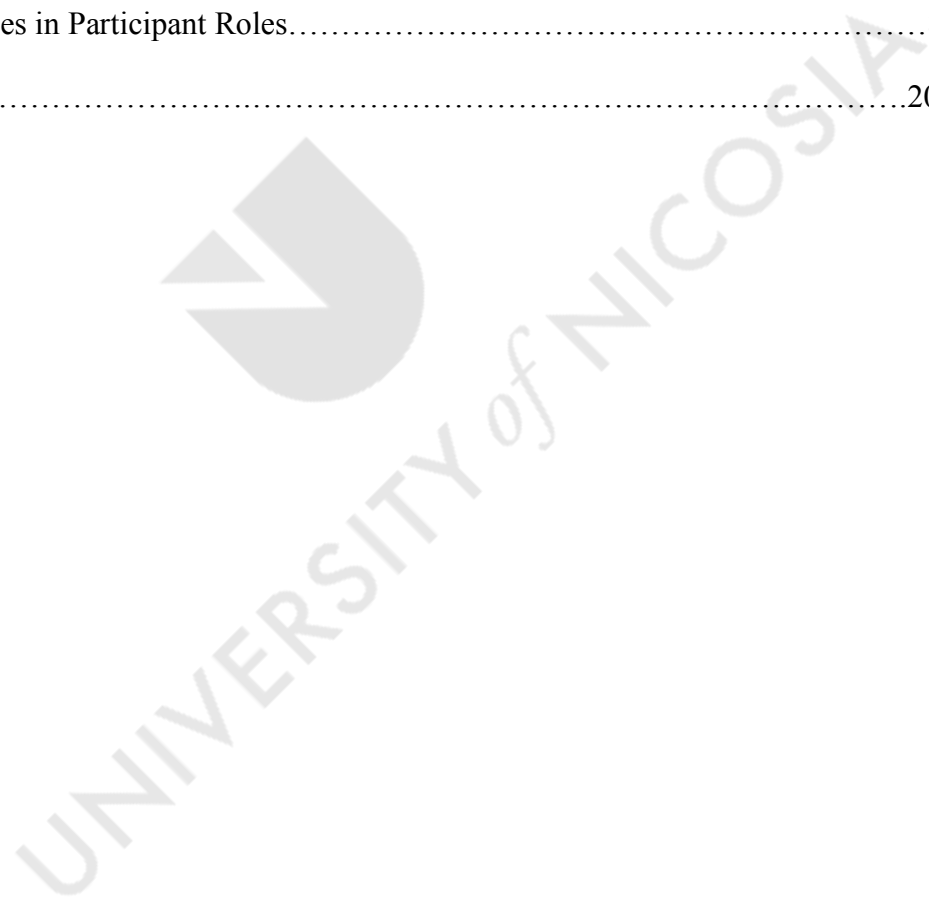 es in Participant Roles…………………………………………………………
…………………………………………………………………………….20
UNIVERSITY of NICOSIA